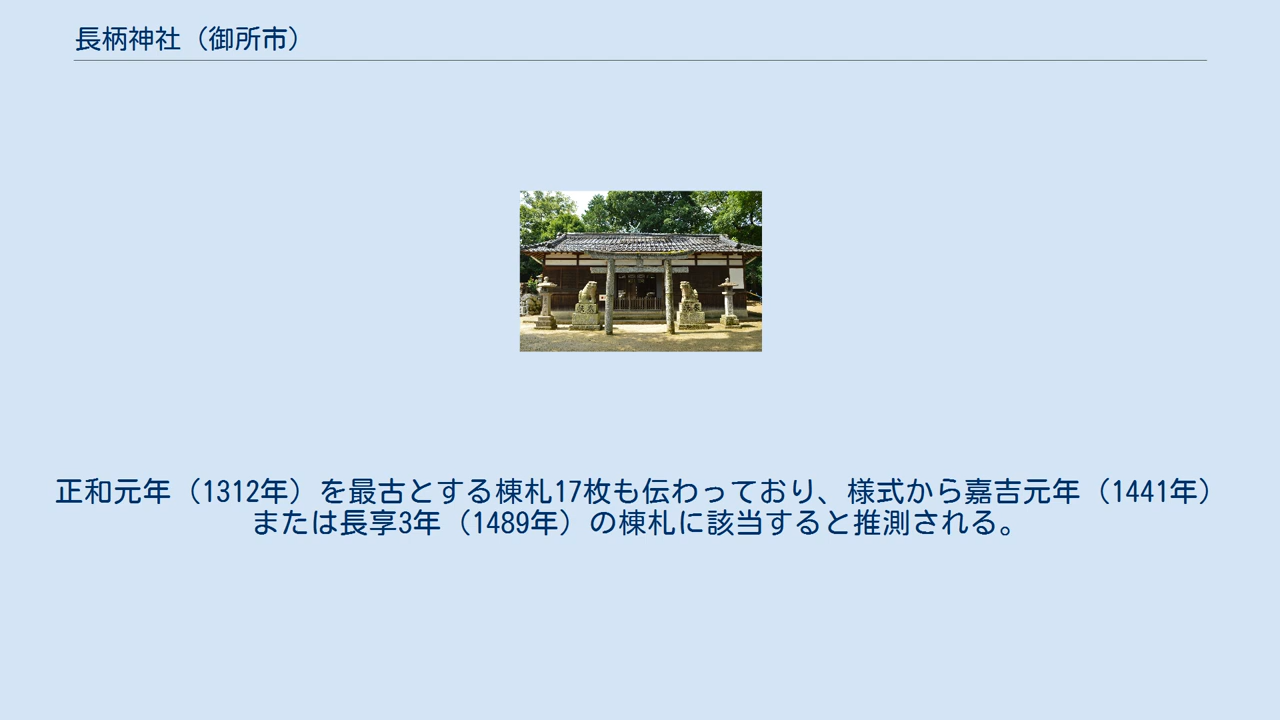 長柄神社（御所市）
正和元年（1312年）を最古とする棟札17枚も伝わっており、様式から嘉吉元年（1441年）
または長享3年（1489年）の棟札に該当すると推測される。